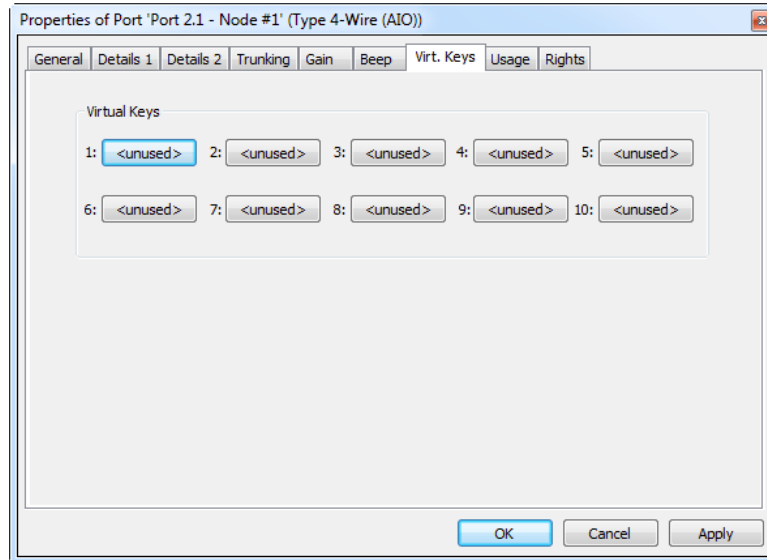 Properties of Port 'Port 2.1 - Node #1' (Type 4-Wire (AIO))
General Details 1 Details 2 Trunking Gain Beep Virt. Keys Usage Rights
Virtual Keys
1: <unused> 2: <unused> 3: <unused> 4: <unused> 5: <unused>
6: <unused> 7: <unused> 8: <unused> 9: <unused> 10: <unused>
OK Cancel Apply